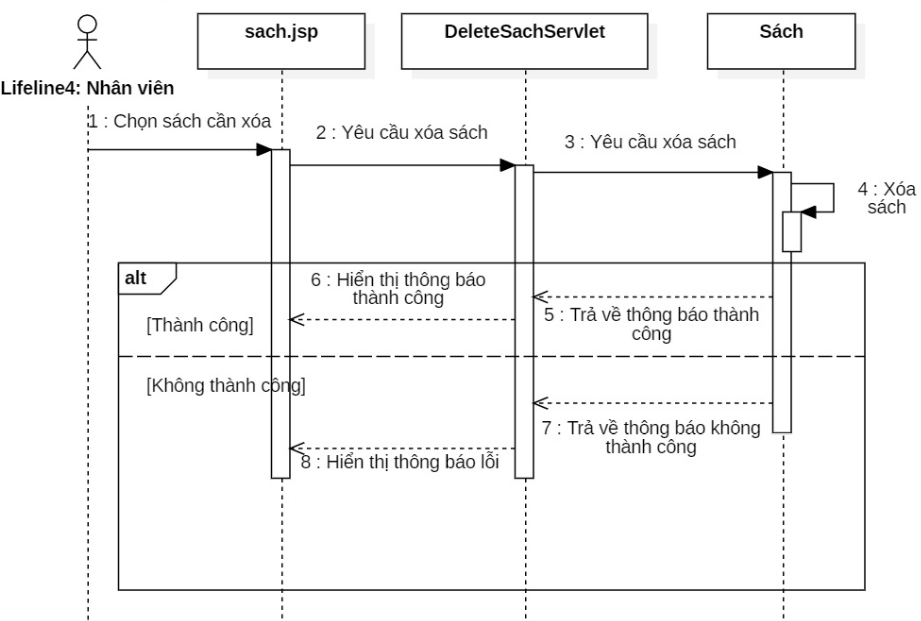 sach.jsp
DeleteSachServlet
Sách
Lifeline4: Nhân viên
1 : Chọn sách cần xóa
2 : Yêu cầu xóa sách
3 : Yêu cầu xóa sách
4 : Xóa
sách
alt
[Thành công]
6 : Hiển thị thông báo
thành công
5 : Trả về thông báo thành
công
[Không thành công]
7 : Trả về thông báo không
thành công
8 : Hiển thị thông báo lỗi